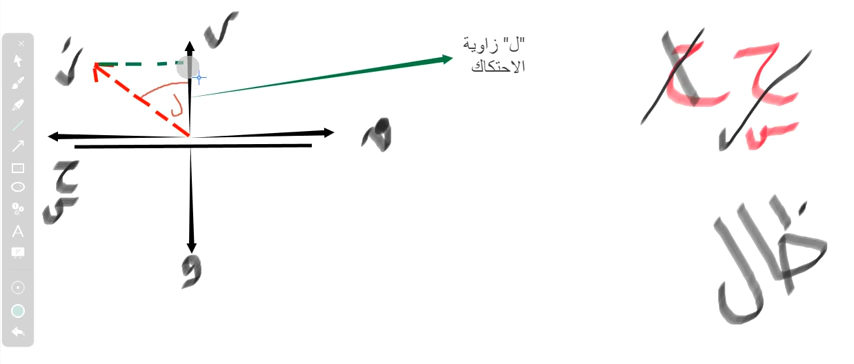 "ل" زاوية
الاحتكاك
ر
رَ
ل
ق
ح س
و
ح ح
س
ظال